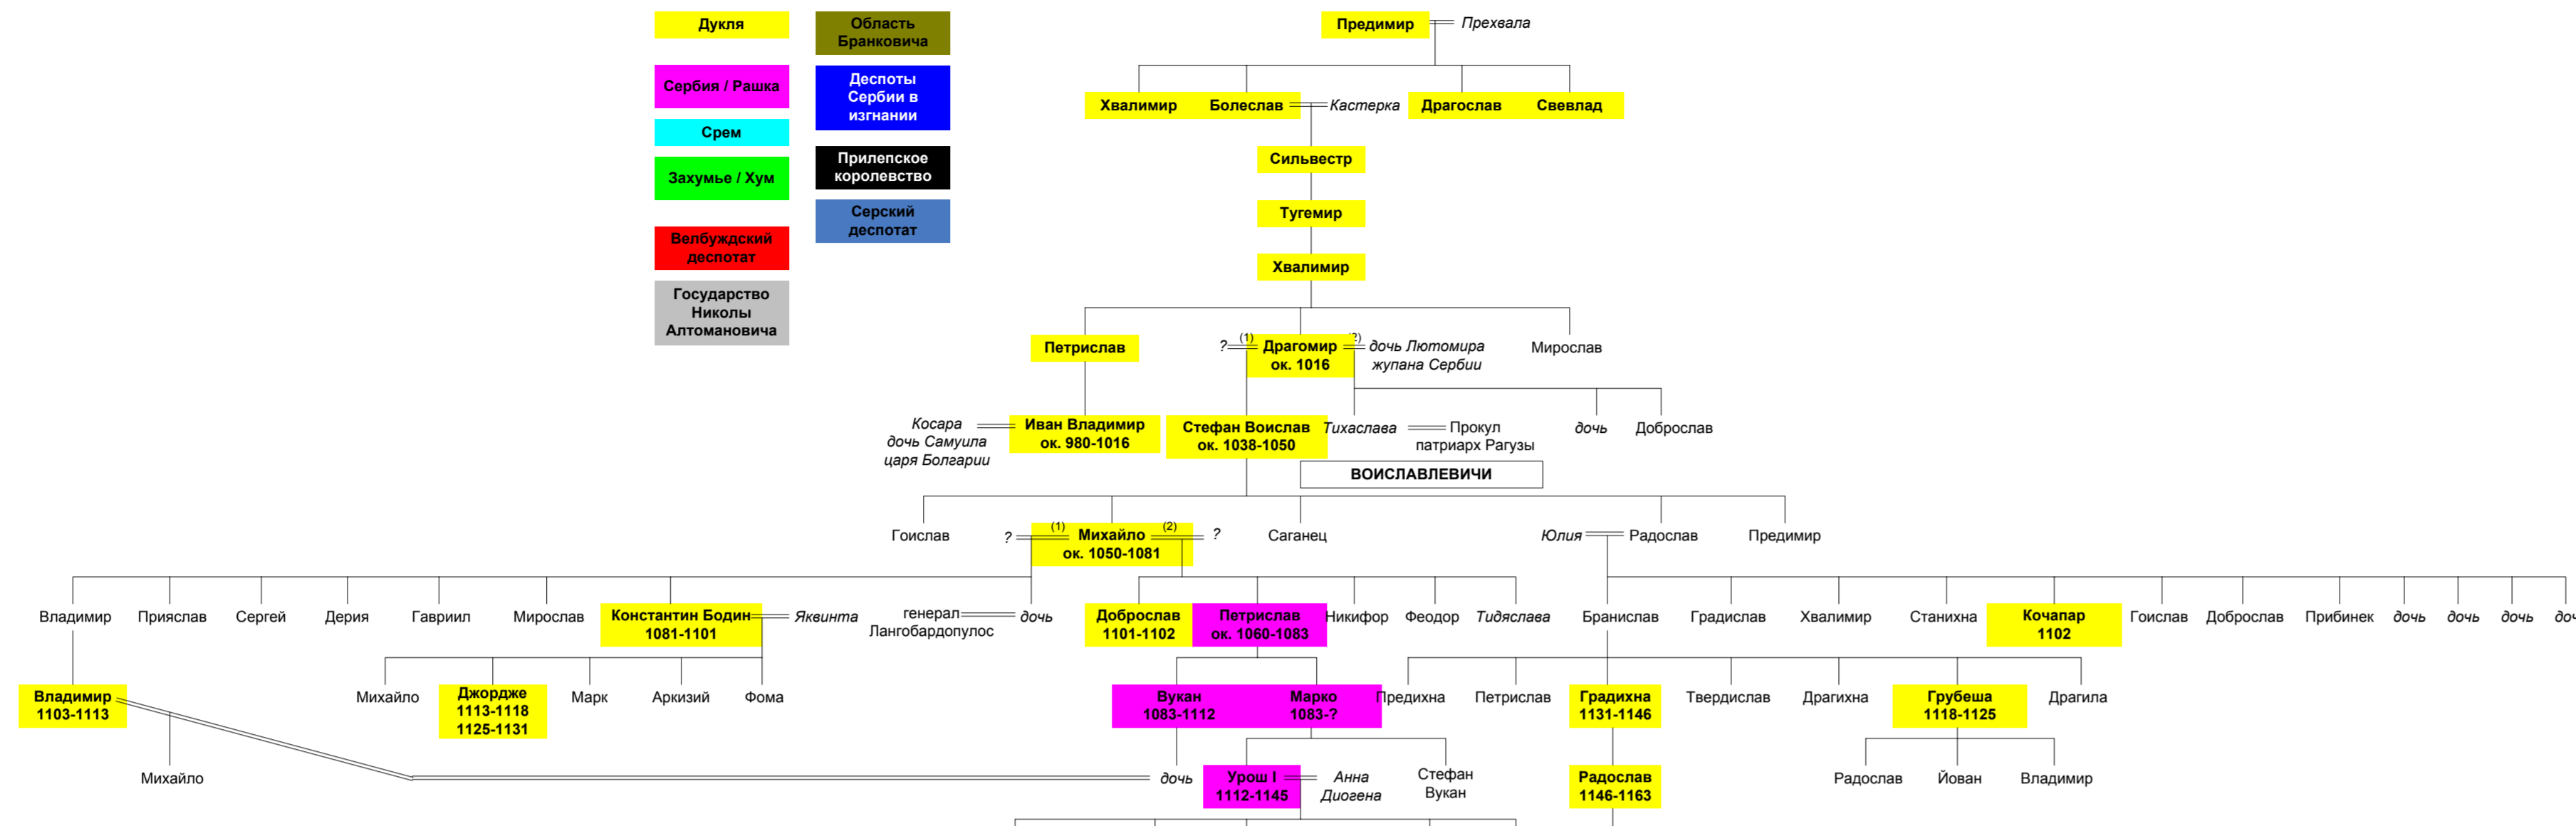 Дукля
Область
Бранковича
Сербия / Рашка
Деспоты
Сербии в
изгнании
Срем
Захумье / Хум
Прилепское
королевство
Серский
деспотат
Велбуждский
деспотат
Государство
Николы
Алтомановича
Предимир
Прехвала
Хвалимир
Болеслав
Кастерка
Драгослав
Свевлад
Сильвестр
Тугемир
Хвалимир
Петрислав
?
(1)
Драгомир
ок. 1016
(2)
дочь Лютомира
жупана Сербии
Мирослав
Косара
дочь Самуила
царя Болгарии
Иван Владимир
ок. 980-1016
Стефан Воислав
ок. 1038-1050
Тихаслава
Прокул
патриарх Рагузы
дочь
Доброслав
ВОИСЛАВЛЕВИЧИ
Гоислав
?
(1)
Михайло
ок. 1050-1081
(2)
?
Саганец
Юлия
Радослав
Предимир
Владимир
Прияслав
Сергей
Дерия
Гавриил
Мирослав
Константин Бодин
1081-1101
Яквинта
генерал
Лангобардопулос
дочь
Доброслав
1101-1102
Петрислав
ок. 1060-1083
Никифор
Феодор
Тидяслава
Бранислав
Градислав
Хвалимир
Станихна
Кочапар
1102
Гоислав
Доброслав
Прибинек
дочь
дочь
дочь
Владимир
1103-1113
Михайло
Джордже
1113-1118
1125-1131
Марк
Аркизий
Фома
Вукан
1083-1112
Марко
1083-?
Предихна
Петрислав
Градихна
1131-1146
Твердислав
Драгихна
Грубеша
1118-1125
Драгила
Михайло
дочь
Урош I
1112-1145
Анна
Диогена
Стефан
Вукан
Радослав
1146-1163
Радослав
Йован
Владимир